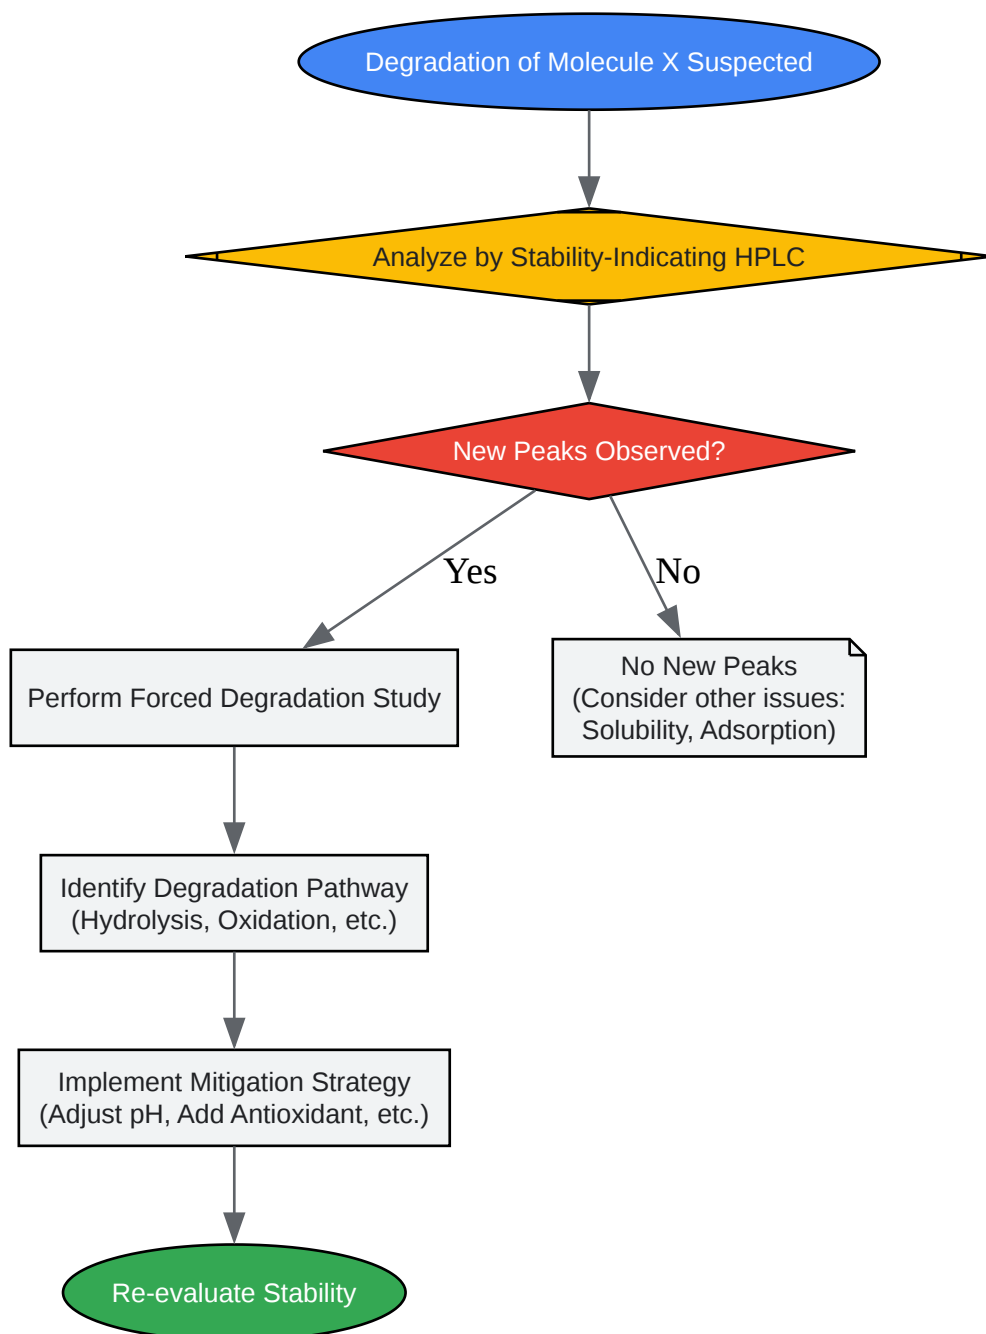 Degradation of Molecule X Suspected
Analyze by Stability-Indicating HPLC
New Peaks Observed?
Yes
No
Perform Forced Degradation Study
No New Peaks
(Consider other issues:
Solubility, Adsorption)
Identify Degradation Pathway
(Hydrolysis, Oxidation, etc.)
Implement Mitigation Strategy
(Adjust pH, Add Antioxidant, etc.)
Re-evaluate Stability